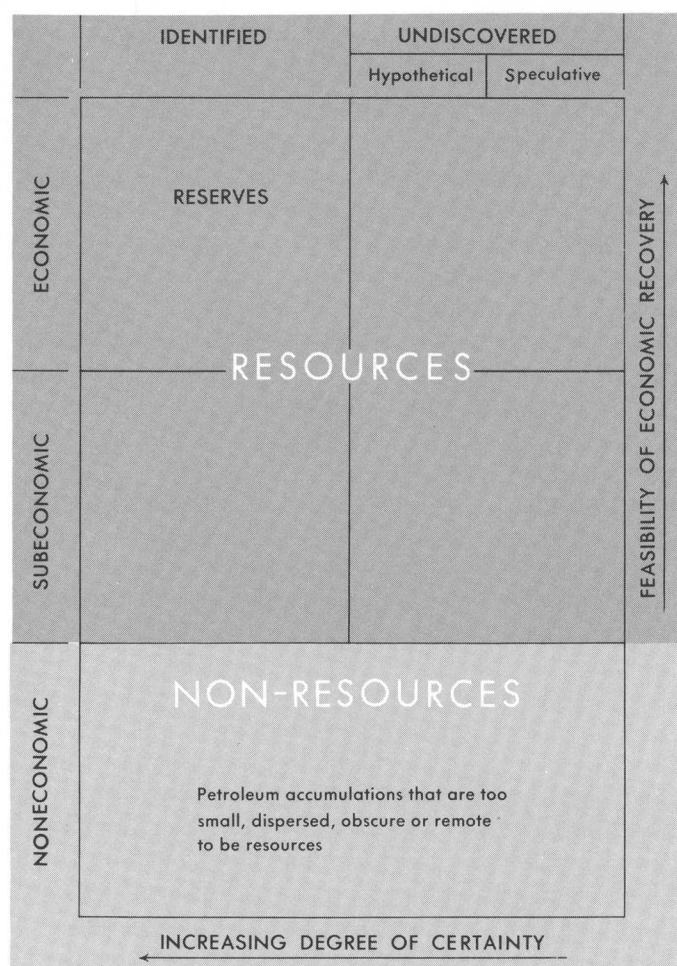 IDENTIFIED
UNDISCOVERED
Hypothetical
Speculative
ECONOMIC
RESERVES
RESOURCES
SUBECONOMIC
FEASIBILITY OF ECONOMIC RECOVERY
NONECONOMIC
NON-RESOURCES
Petroleum accumulations that are too
small, dispersed, obscure or remote
to be resources
INCREASING DEGREE OF CERTAINTY